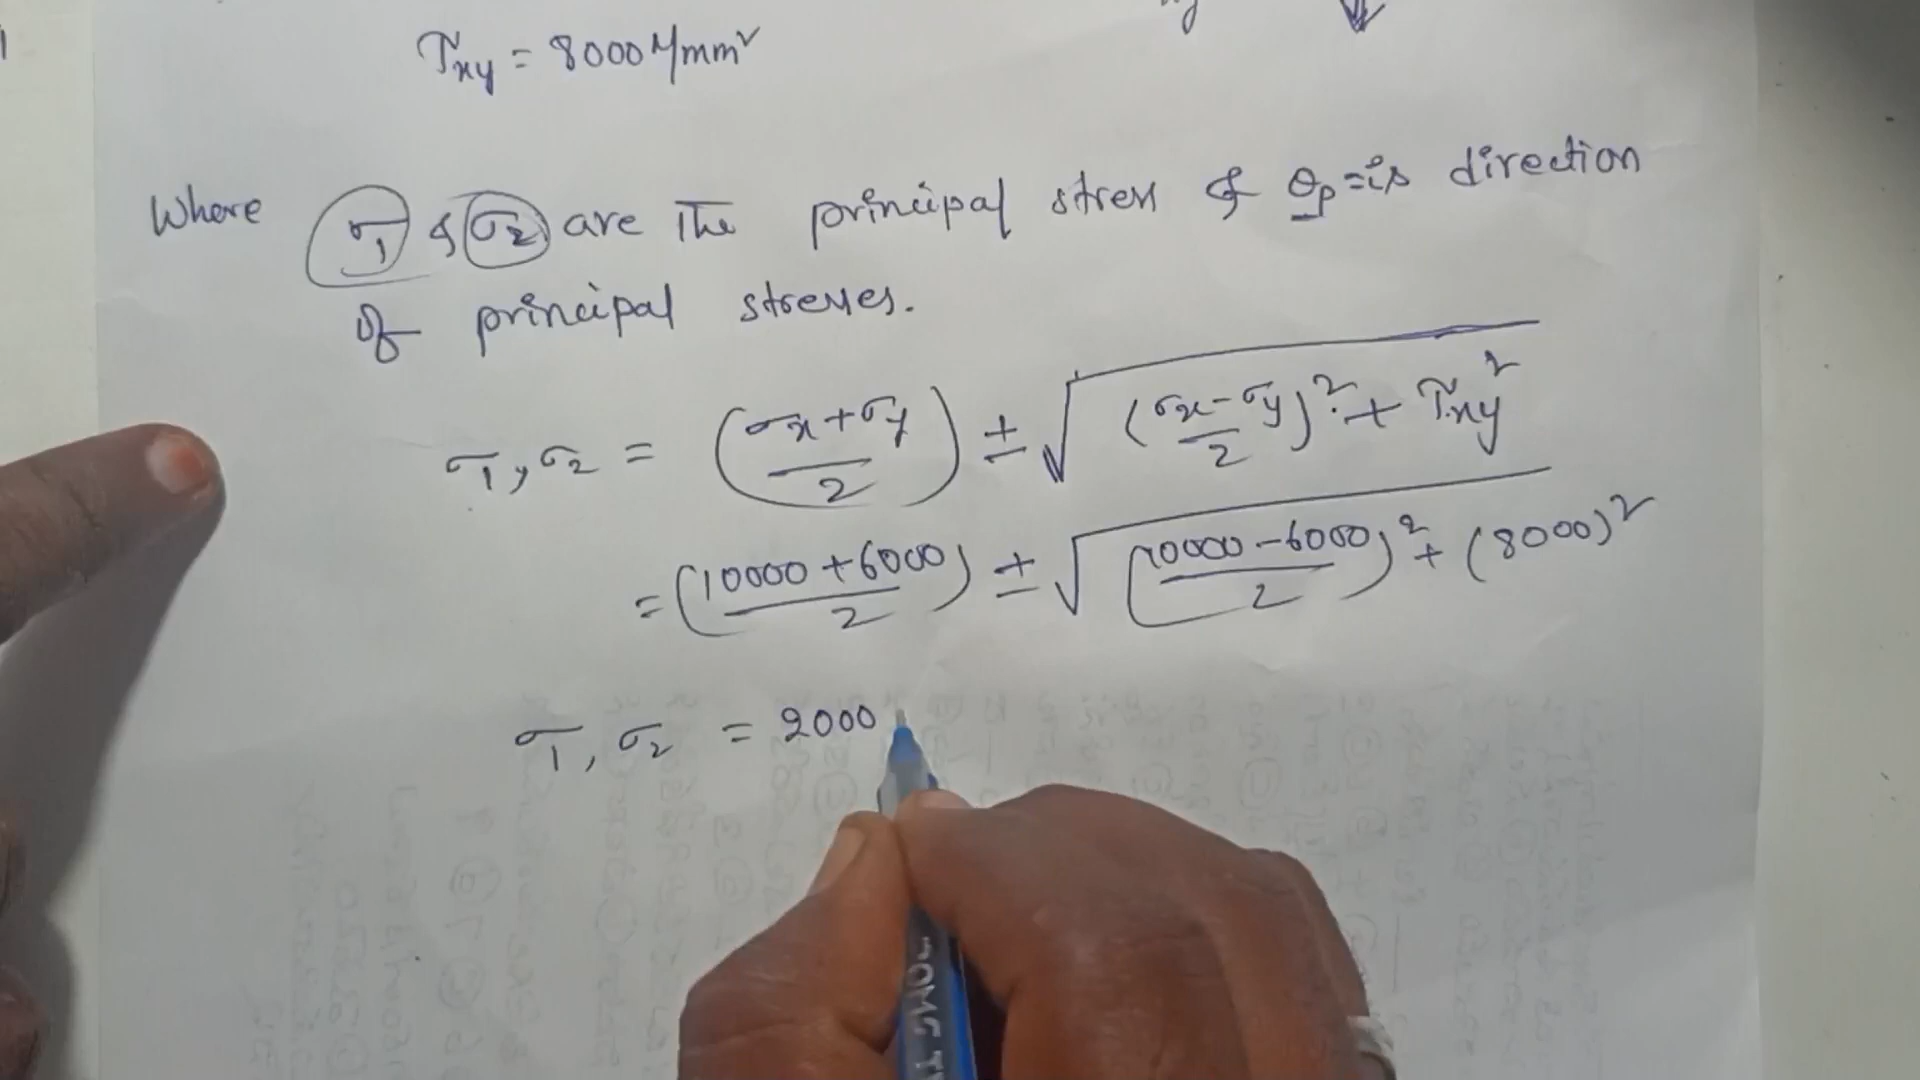 τxy = 8000 N/mm²
Where σ1 & σ2 are The principal stress & θp = is direction
of principal stresses.
σ1, σ2 = (σx+σy/2) ± √(σx-σy/2)² + τxy²
= (10000+6000/2) ± √(10000-6000/2)² + (8000)²
σ1, σ2 = 2000